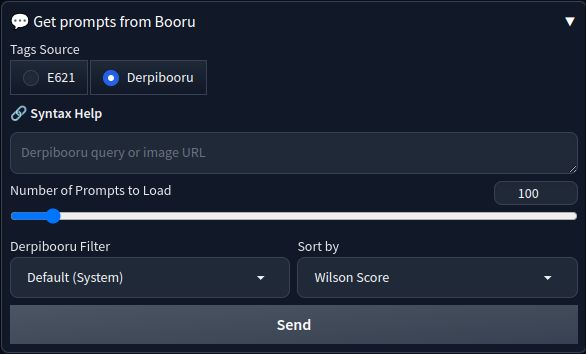 💬 Get prompts from Booru ▼
Tags Source
E621 Derpibooru
🔗 Syntax Help
Derpibooru query or image URL
Number of Prompts to Load 100
Derpibooru Filter Sort by
Default (System) Wilson Score
Send